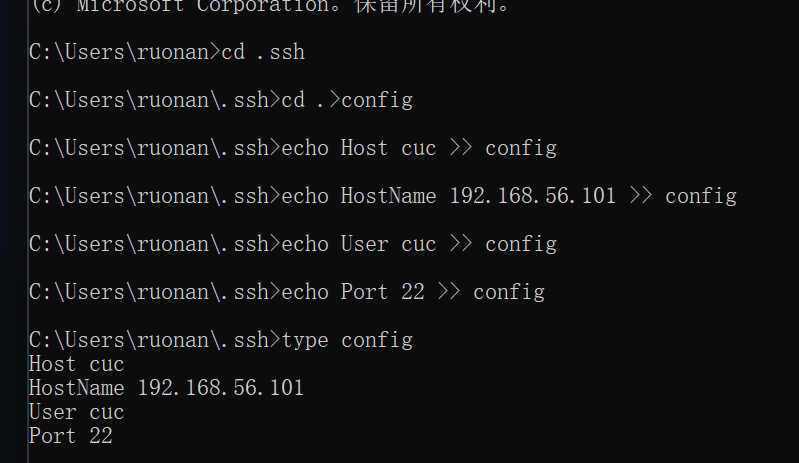 (c) Microsoft Corporation。保留所有权利。
C:\Users\ruonan>cd .ssh
C:\Users\ruonan\.ssh>cd .>config
C:\Users\ruonan\.ssh>echo Host cuc >> config
C:\Users\ruonan\.ssh>echo HostName 192.168.56.101 >> config
C:\Users\ruonan\.ssh>echo User cuc >> config
C:\Users\ruonan\.ssh>echo Port 22 >> config
C:\Users\ruonan\.ssh>type config
Host cuc
HostName 192.168.56.101
User cuc
Port 22